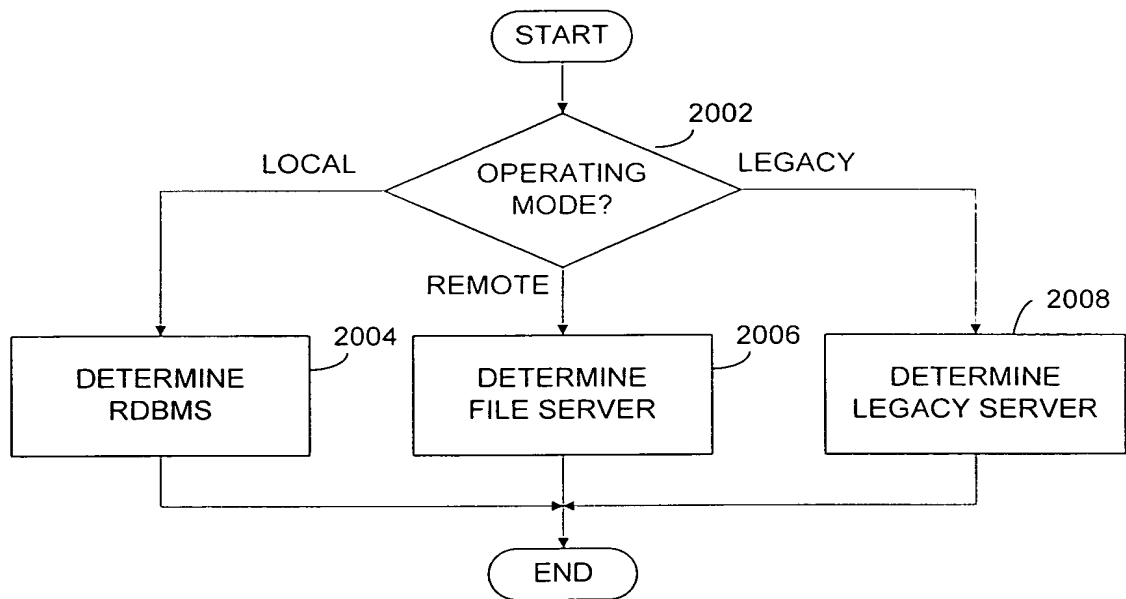 START
2002
LOCAL
OPERATING
MODE?
LEGACY
REMOTE
2004
DETERMINE
RDBMS
2006
DETERMINE
FILE SERVER
2008
DETERMINE
LEGACY SERVER
END